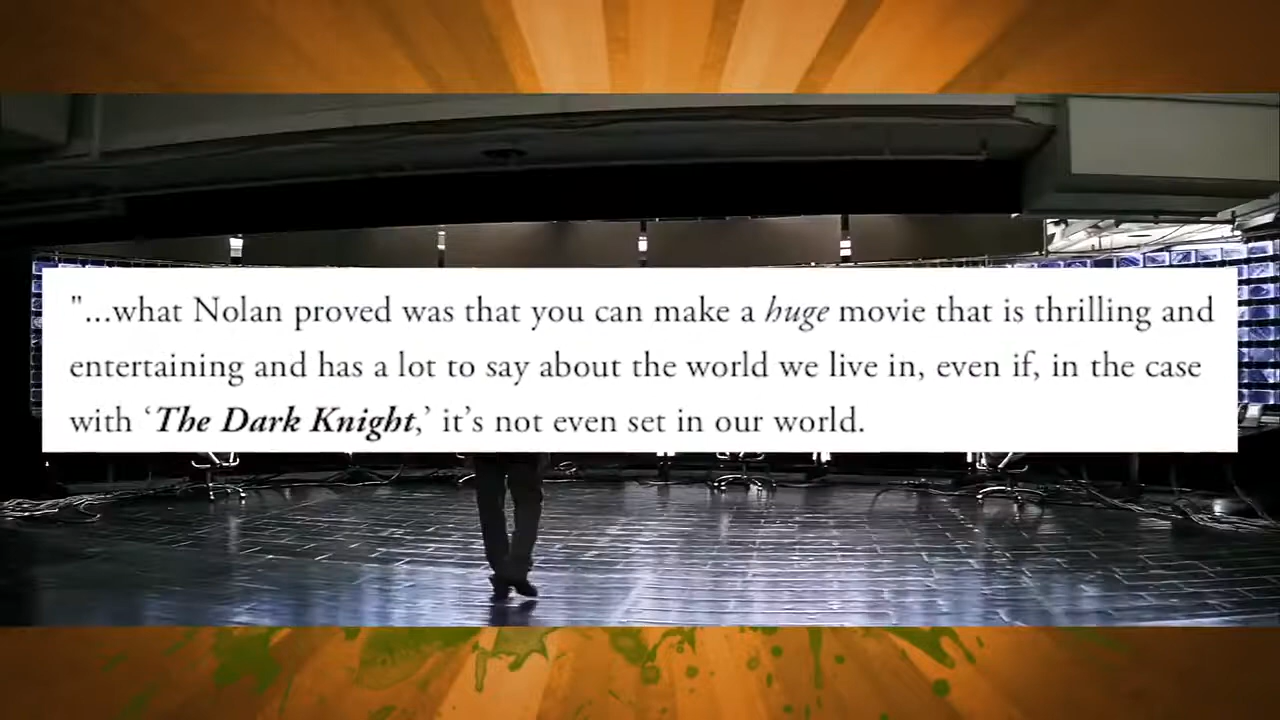 "...what Nolan proved was that you can make a huge movie that is thrilling and
entertaining and has a lot to say about the world we live in, even if, in the case
with ‘The Dark Knight,’ it’s not even set in our world.